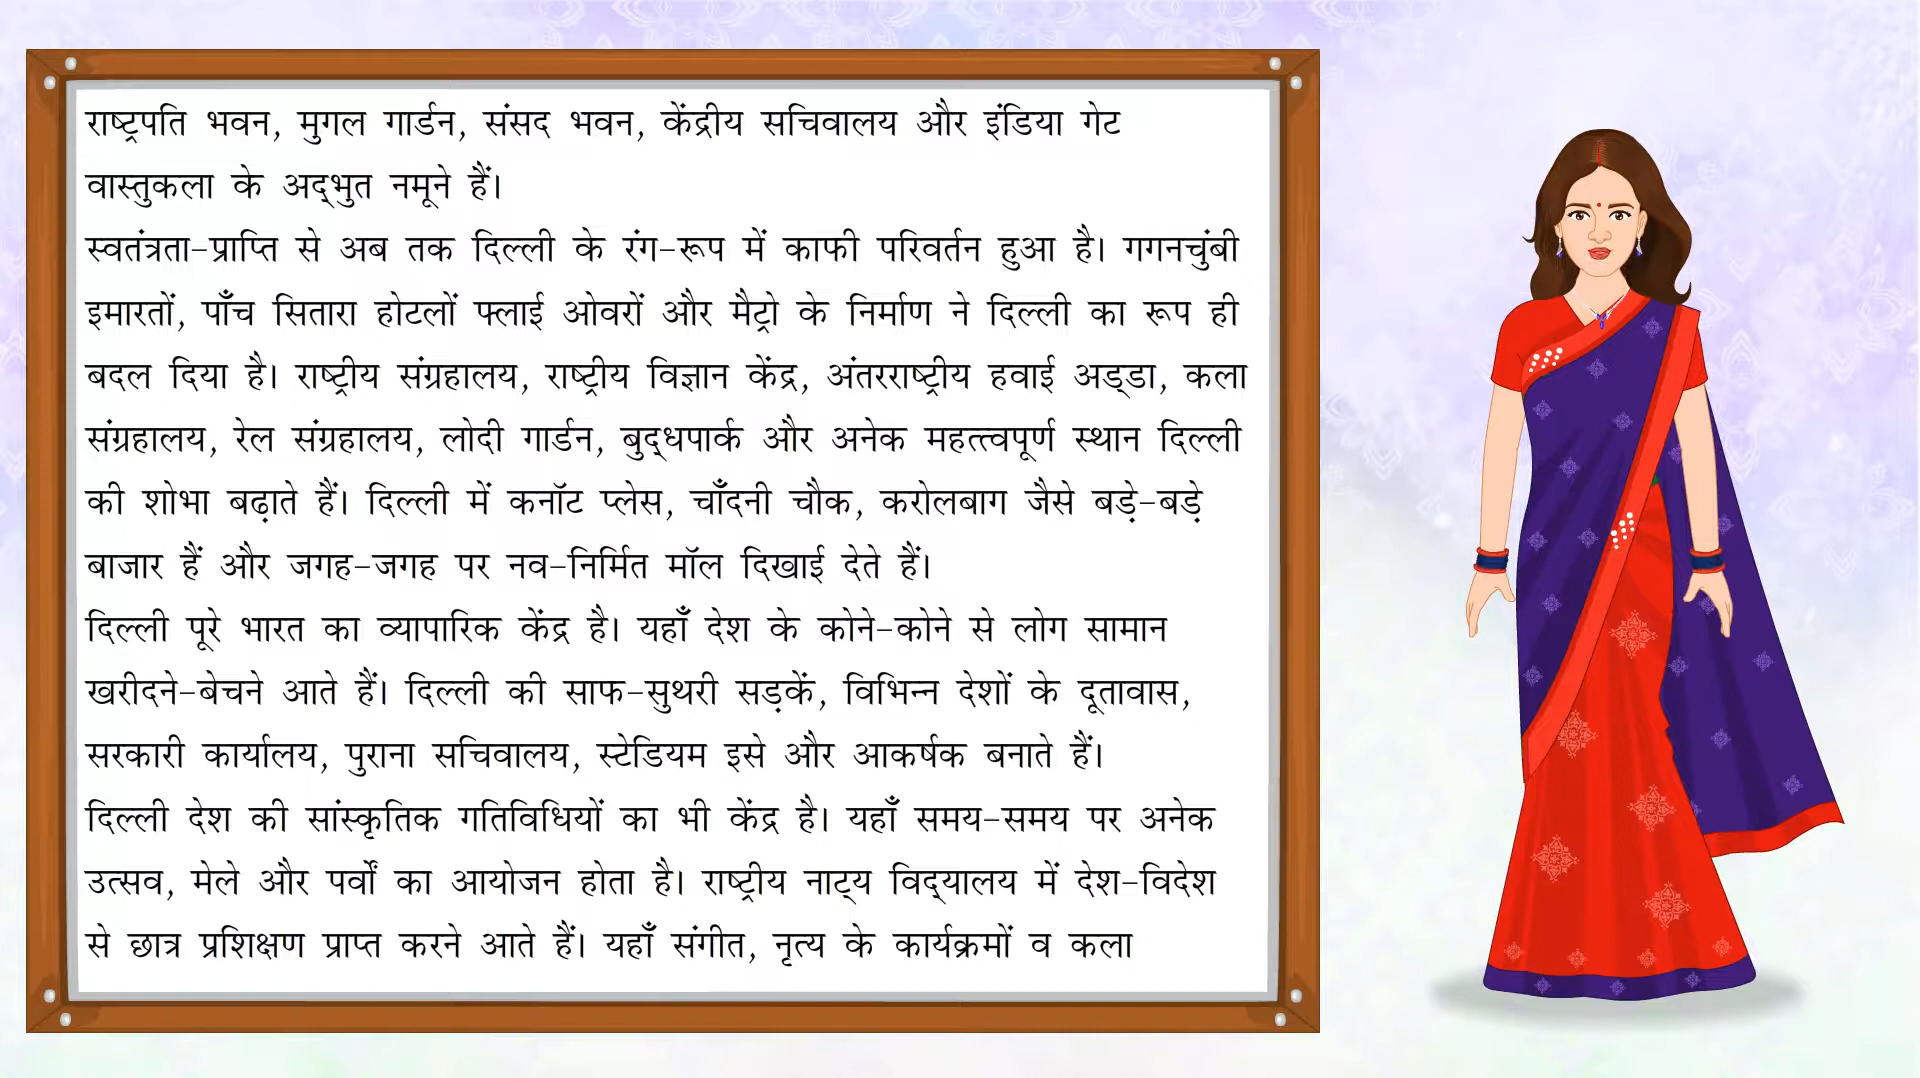 राष्ट्रपति भवन, मुगल गार्डन, संसद भवन, केंद्रीय सचिवालय और इंडिया गेट
वास्तुकला के अद्‌भुत नमूने हैं।
स्वतंत्रता-प्राप्ति से अब तक दिल्ली के रंग-रूप में काफी परिवर्तन हुआ है। गगनचुंबी
इमारतों, पाँच सितारा होटलों फ्लाई ओवरों और मैट्रो के निर्माण ने दिल्ली का रूप ही
बदल दिया है। राष्ट्रीय संग्रहालय, राष्ट्रीय विज्ञान केंद्र, अंतरराष्ट्रीय हवाई अड्‌डा, कला
संग्रहालय, रेल संग्रहालय, लोदी गार्डन, बुद्‌धपार्क और अनेक महत्त्वपूर्ण स्थान दिल्ली
की शोभा बढ़ाते हैं। दिल्ली में कनॉट प्लेस, चाँदनी चौक, करोलबाग जैसे बड़े-बड़े
बाजार हैं और जगह-जगह पर नव-निर्मित मॉल दिखाई देते हैं।
दिल्ली पूरे भारत का व्यापारिक केंद्र है। यहाँ देश के कोने-कोने से लोग सामान
खरीदने-बेचने आते हैं। दिल्ली की साफ-सुथरी सड़कें, विभिन्न देशों के दूतावास,
सरकारी कार्यालय, पुराना सचिवालय, स्टेडियम इसे और आकर्षक बनाते हैं।
दिल्ली देश की सांस्कृतिक गतिविधियों का भी केंद्र है। यहाँ समय-समय पर अनेक
उत्सव, मेले और पर्वों का आयोजन होता है। राष्ट्रीय नाट्‌य विद्‌यालय में देश-विदेश
से छात्र प्रशिक्षण प्राप्त करने आते हैं। यहाँ संगीत, नृत्य के कार्यक्रमों व कला